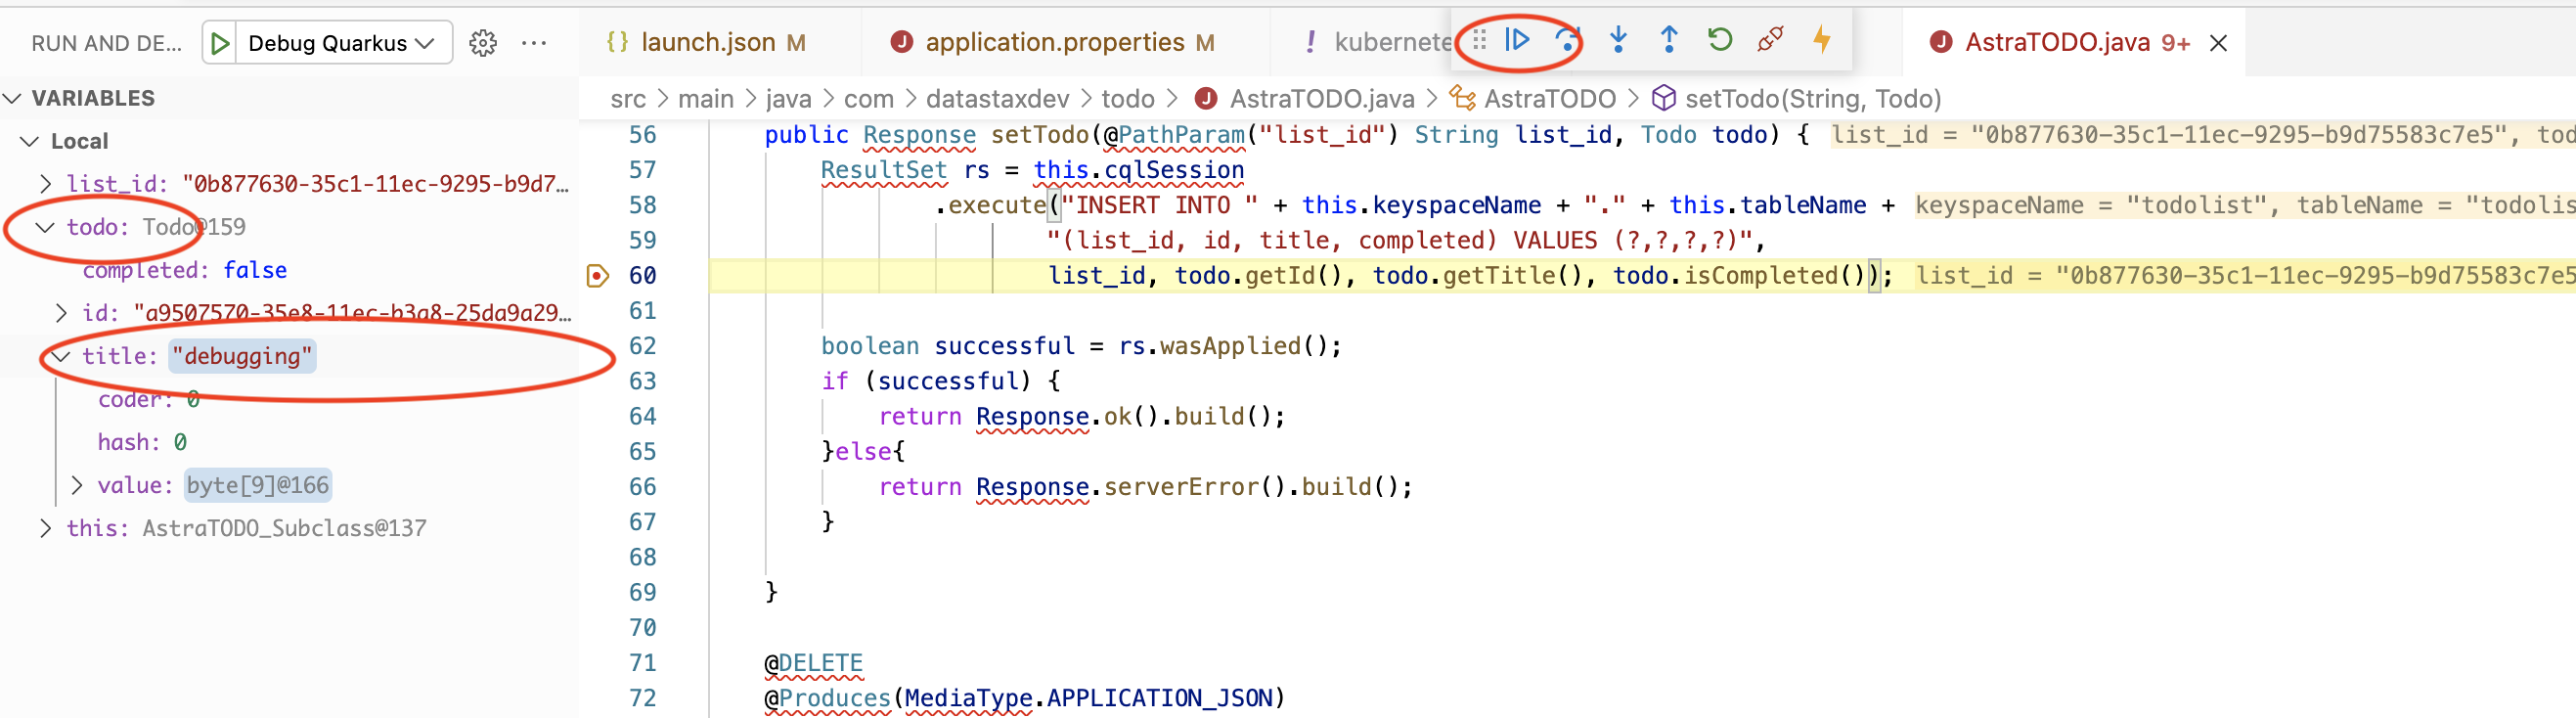 RUN AND DE... Debug Quarkus ...
{} launch.json M
application.properties M
! kubernete
AstraTODO.java 9+
VARIABLES
Local
list_id: "0b877630-35c1-11ec-9295-b9d7...
todo: Todo@159
completed: false
id: "a9507570-35e8-11ec-b3a8-25da9a29...
title: "debugging"
coder: 0
hash: 0
value: byte[9]@166
this: AstraTODO_Subclass@137
src > main > java > com > datastaxdev > todo > AstraTODO.java > AstraTODO > setTodo(String, Todo)
56 public Response setTodo(@PathParam("list_id") String list_id, Todo todo) { list_id = "0b877630-35c1-11ec-9295-b9d75583c7e5", tod
57 ResultSet rs = this.cqlSession
58 .execute("INSERT INTO " + this.keyspaceName + "." + this.tableName + keyspaceName = "todolist", tableName = "todolis
59 "(list_id, id, title, completed) VALUES (?,?,?,?)",
60 list_id, todo.getId(), todo.getTitle(), todo.isCompleted()); list_id = "0b877630-35c1-11ec-9295-b9d75583c7e5
61
62 boolean successful = rs.wasApplied();
63 if (successful) {
64 return Response.ok().build();
65 }else{
66 return Response.serverError().build();
67 }
68
69 }
70
71 @DELETE
72 @Produces(MediaType.APPLICATION_JSON)